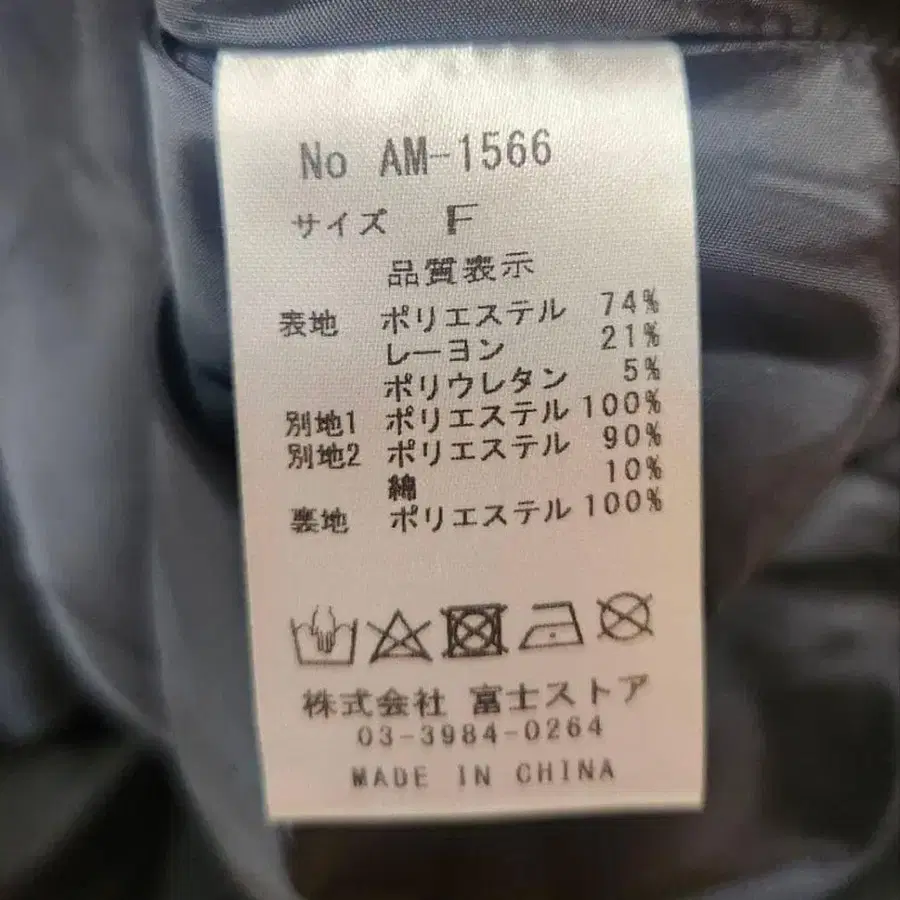 No AM-1566
サイズ F
品質表示
表地 ポリエステル 74%
レーヨン 21%
ポリウレタン 5%
別地1 ポリエステル 100%
別地2 ポリエステル 90%
綿 10%
裏地 ポリエステル 100%
株式会社 富士ストア
03-3984-0264
MADE IN CHINA